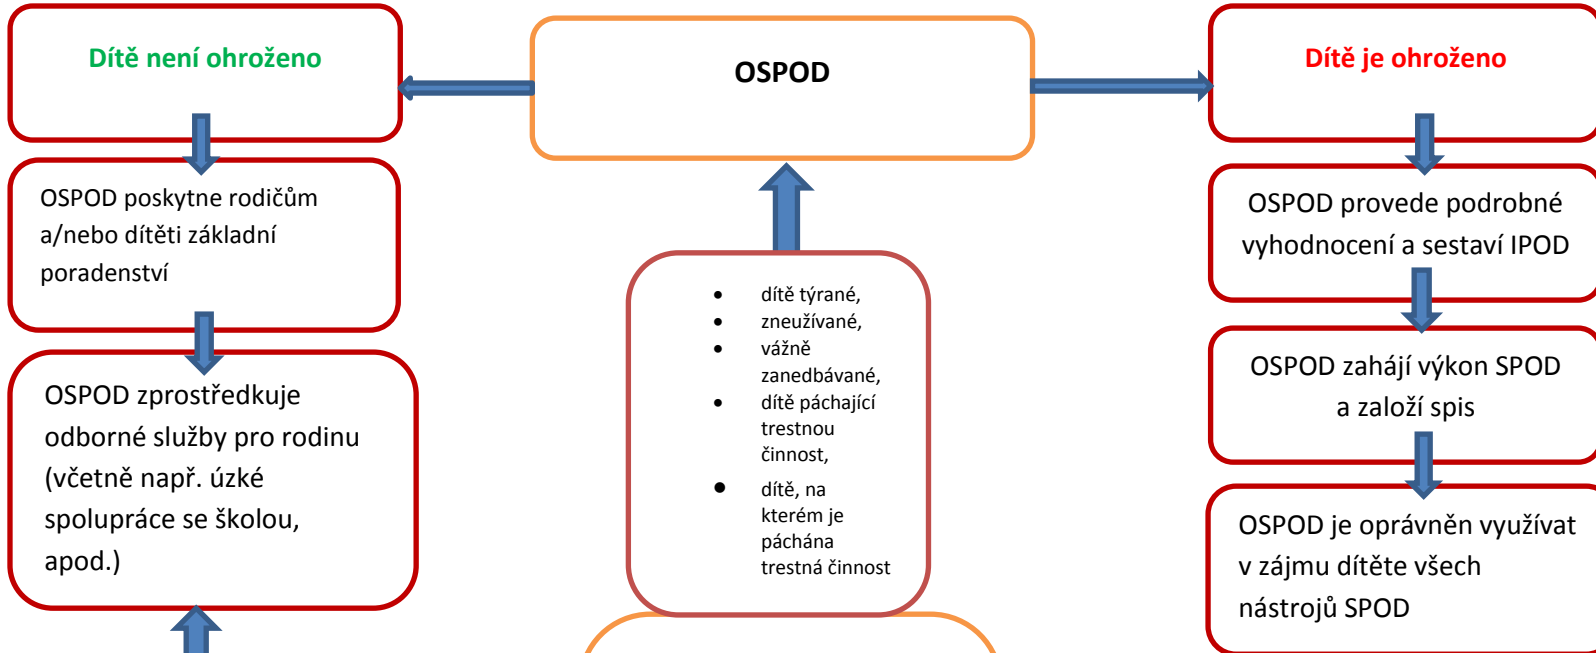 Dítě není ohroženo
OSPOD poskytne rodičům
a/nebo dítěti základní
poradenství
OSPOD zprostředkuje
odborné služby pro rodinu
(včetně např. úzké
spolupráce se školou,
apod.)
OSPOD
• dítě týrané,
• zneužívané,
• vážně
zanedbávané,
• dítě páchající
trestnou
činnost,
• dítě, na
kterém je
páchána
trestná činnost
Dítě je ohroženo
OSPOD provede podrobné
vyhodnocení a sestaví IPOD
OSPOD zahájí výkon SPOD
a založí spis
OSPOD je oprávněn využívat
v zájmu dítěte všech
nástrojů SPOD